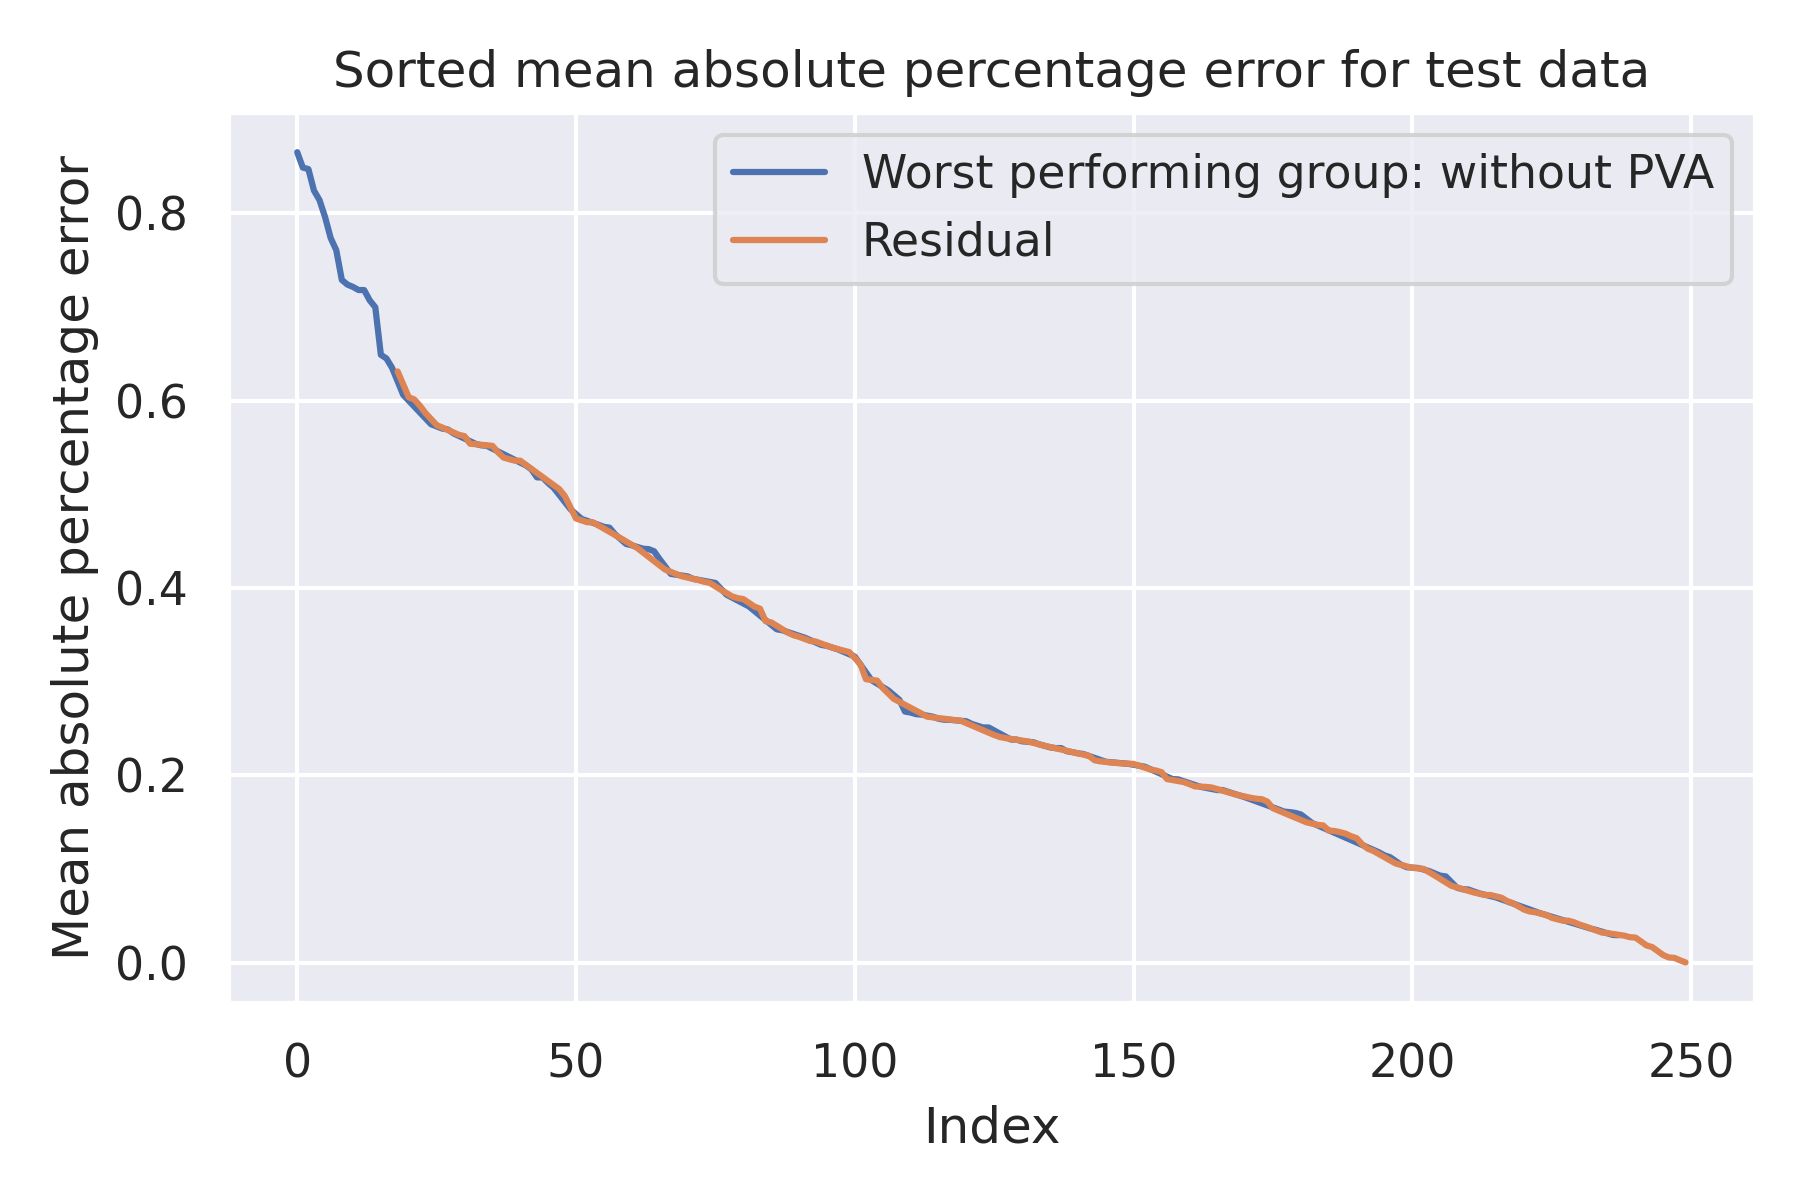 Sorted mean absolute percentage error for test data
Worst performing group: without PVA
Residual
Mean absolute percentage error
0.8
0.6
0.4
0.2
0.0
0 50 100 150 200 250
Index